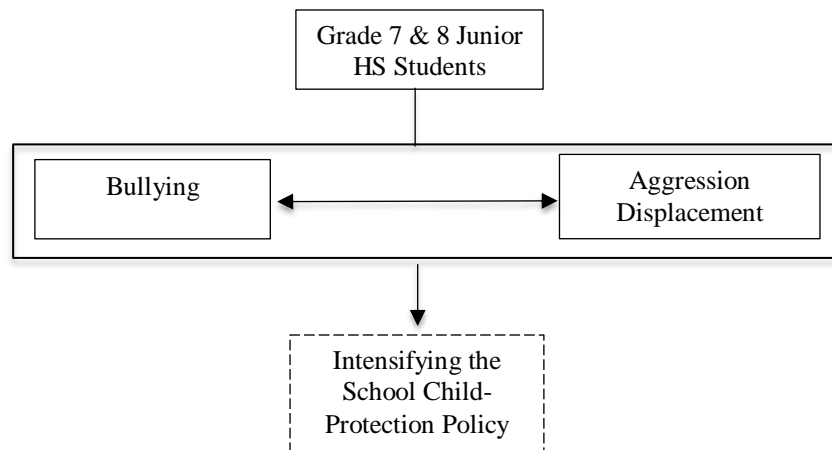 Grade 7 & 8 Junior
HS Students
Bullying
Aggression
Displacement
Intensifying the
School Child-
Protection Policy